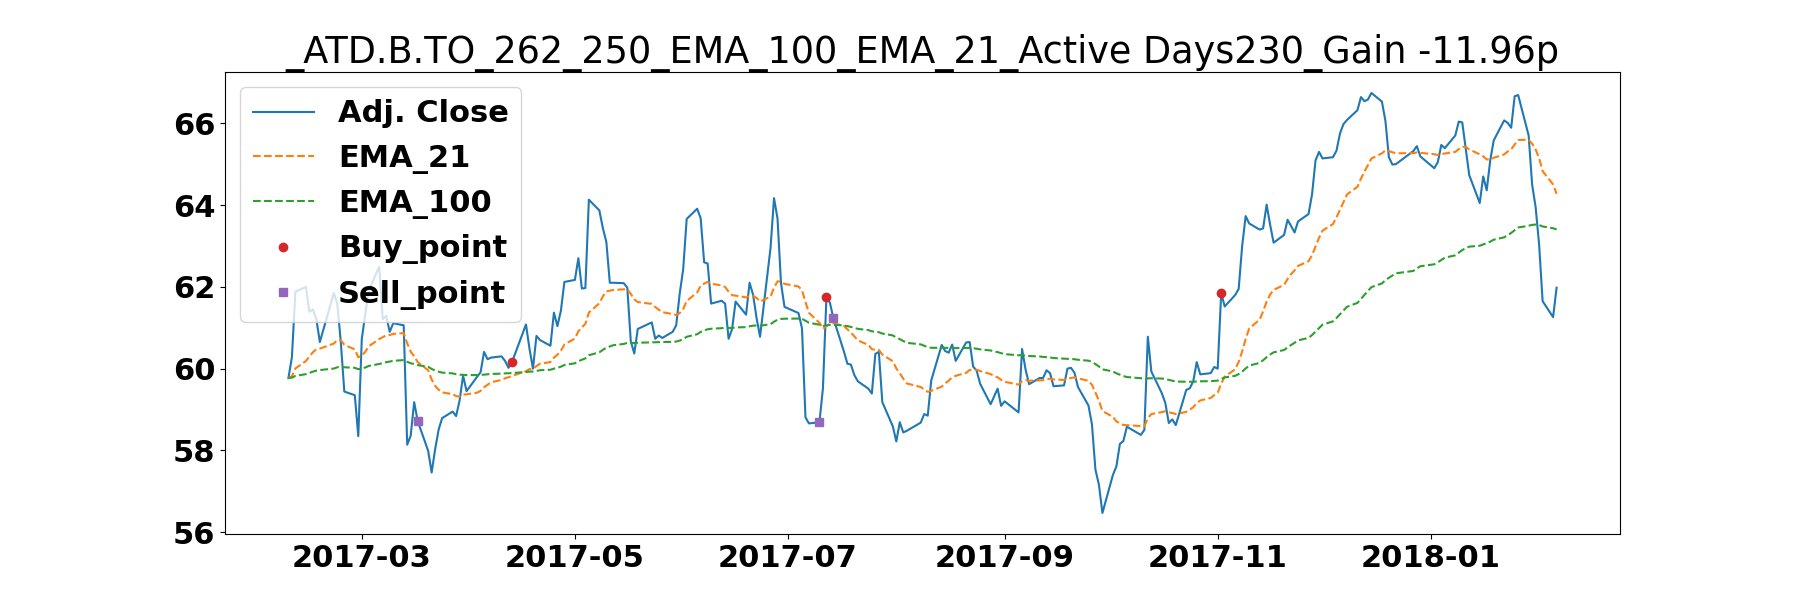 _ATD.B.TO_262_250_EMA_100_EMA_21_Active Days230_Gain -11.96p
Adj. Close
EMA_21
EMA_100
Buy_point
Sell_point
66
64
62
60
58
56
2017-03 2017-05 2017-07 2017-09 2017-11 2018-01